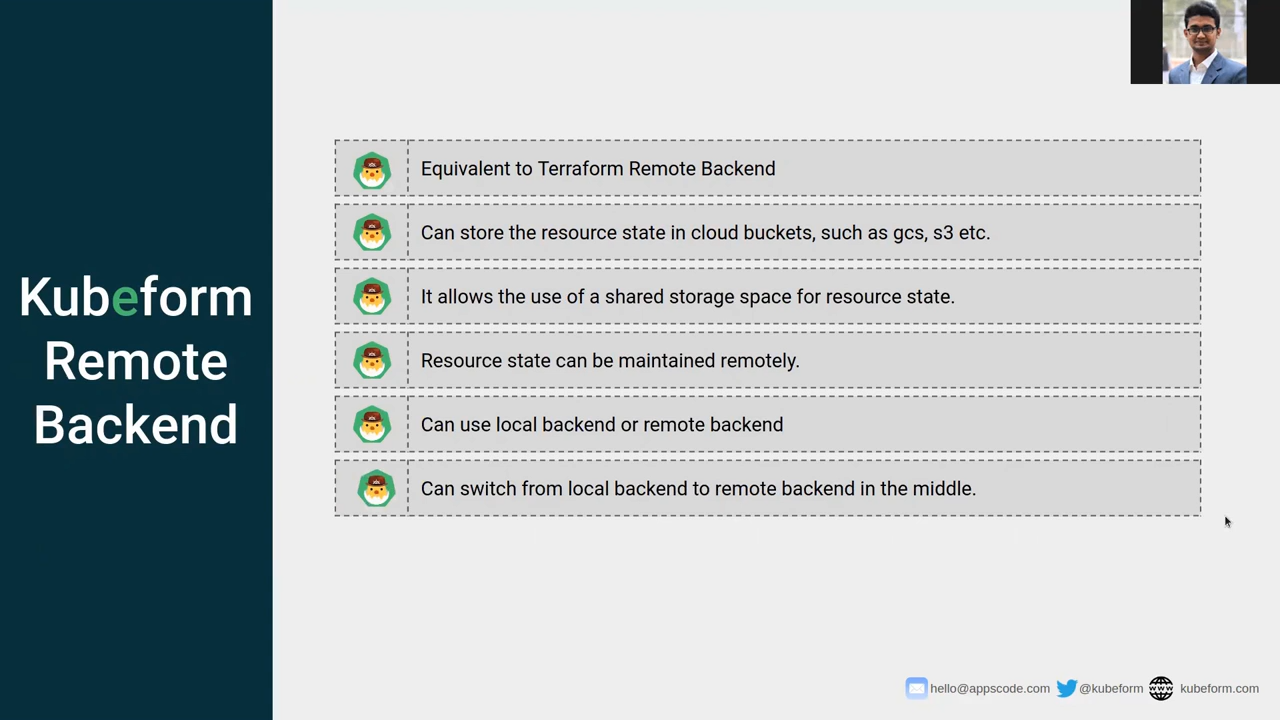 Kubeform
Remote
Backend
Equivalent to Terraform Remote Backend
Can store the resource state in cloud buckets, such as gcs, s3 etc.
It allows the use of a shared storage space for resource state.
Resource state can be maintained remotely.
Can use local backend or remote backend
Can switch from local backend to remote backend in the middle.
hello@appscode.com @kubeform www kubeform.com